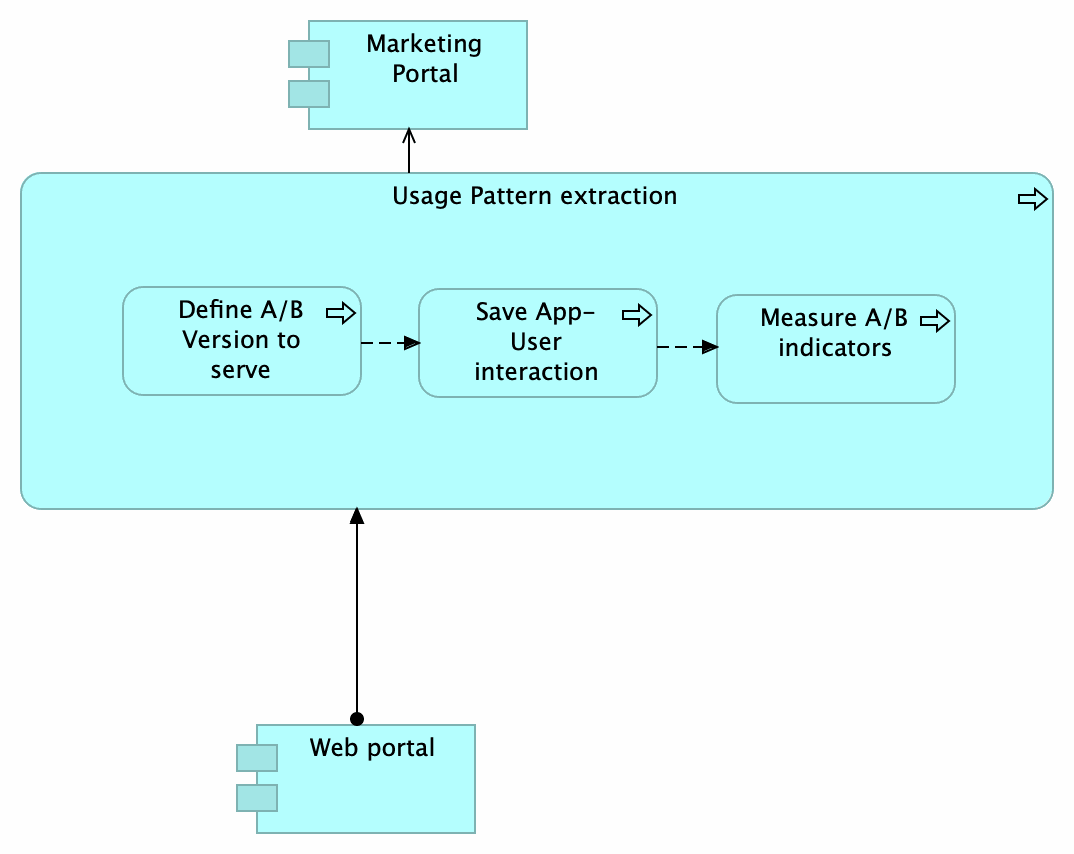 Marketing
Portal
Usage Pattern extraction
Define A/B
Version to
serve
Save App-
User
interaction
Measure A/B
indicators
Web portal